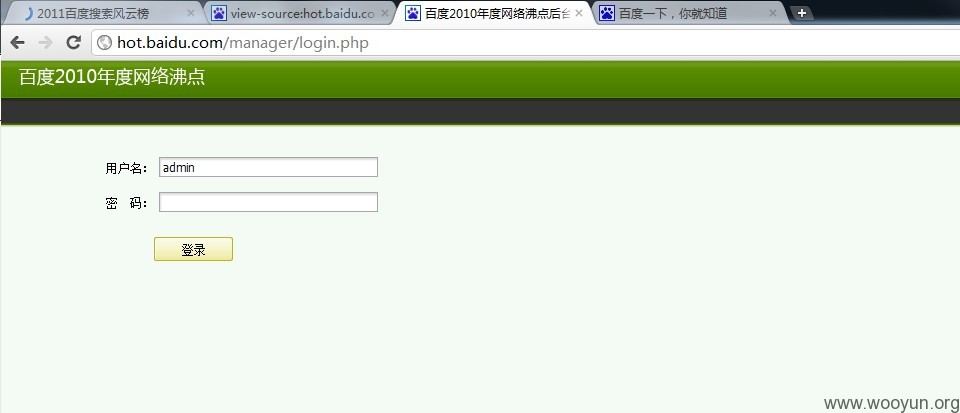 2011百度搜索风云榜
view-source:hot.baidu.co
百度2010年度网络沸点后台
百度一下，你就知道
hot.baidu.com/manager/login.php
百度2010年度网络沸点
用户名： admin
密 码：
登录
www.wooyun.org